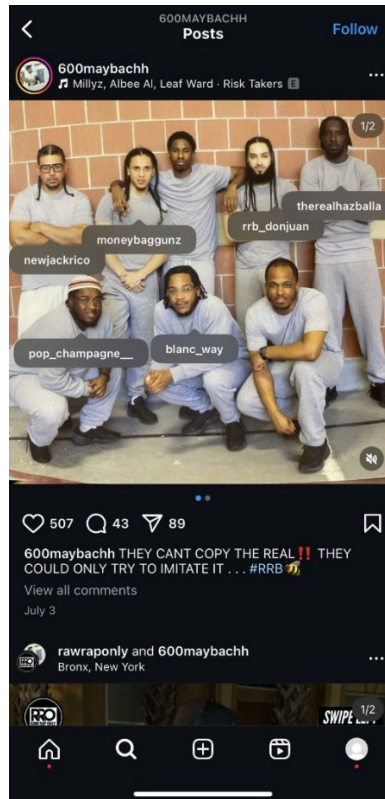 600MAYBACHH
Posts
Follow
600maybachh
Millyz, Albee Al, Leaf Ward · Risk Takers E
1/2
therealhazballa
rrb_donjuan
moneybaggunz
newjackrico
blanc_way
pop_champagne__
507
43
89
600maybachh THEY CANT COPY THE REAL‼️ THEY
COULD ONLY TRY TO IMITATE IT . . . #RRB🐝
View all comments
July 3
rawraponly and 600maybachh
Bronx, New York
PRO
1/2
SWIPE LEFT